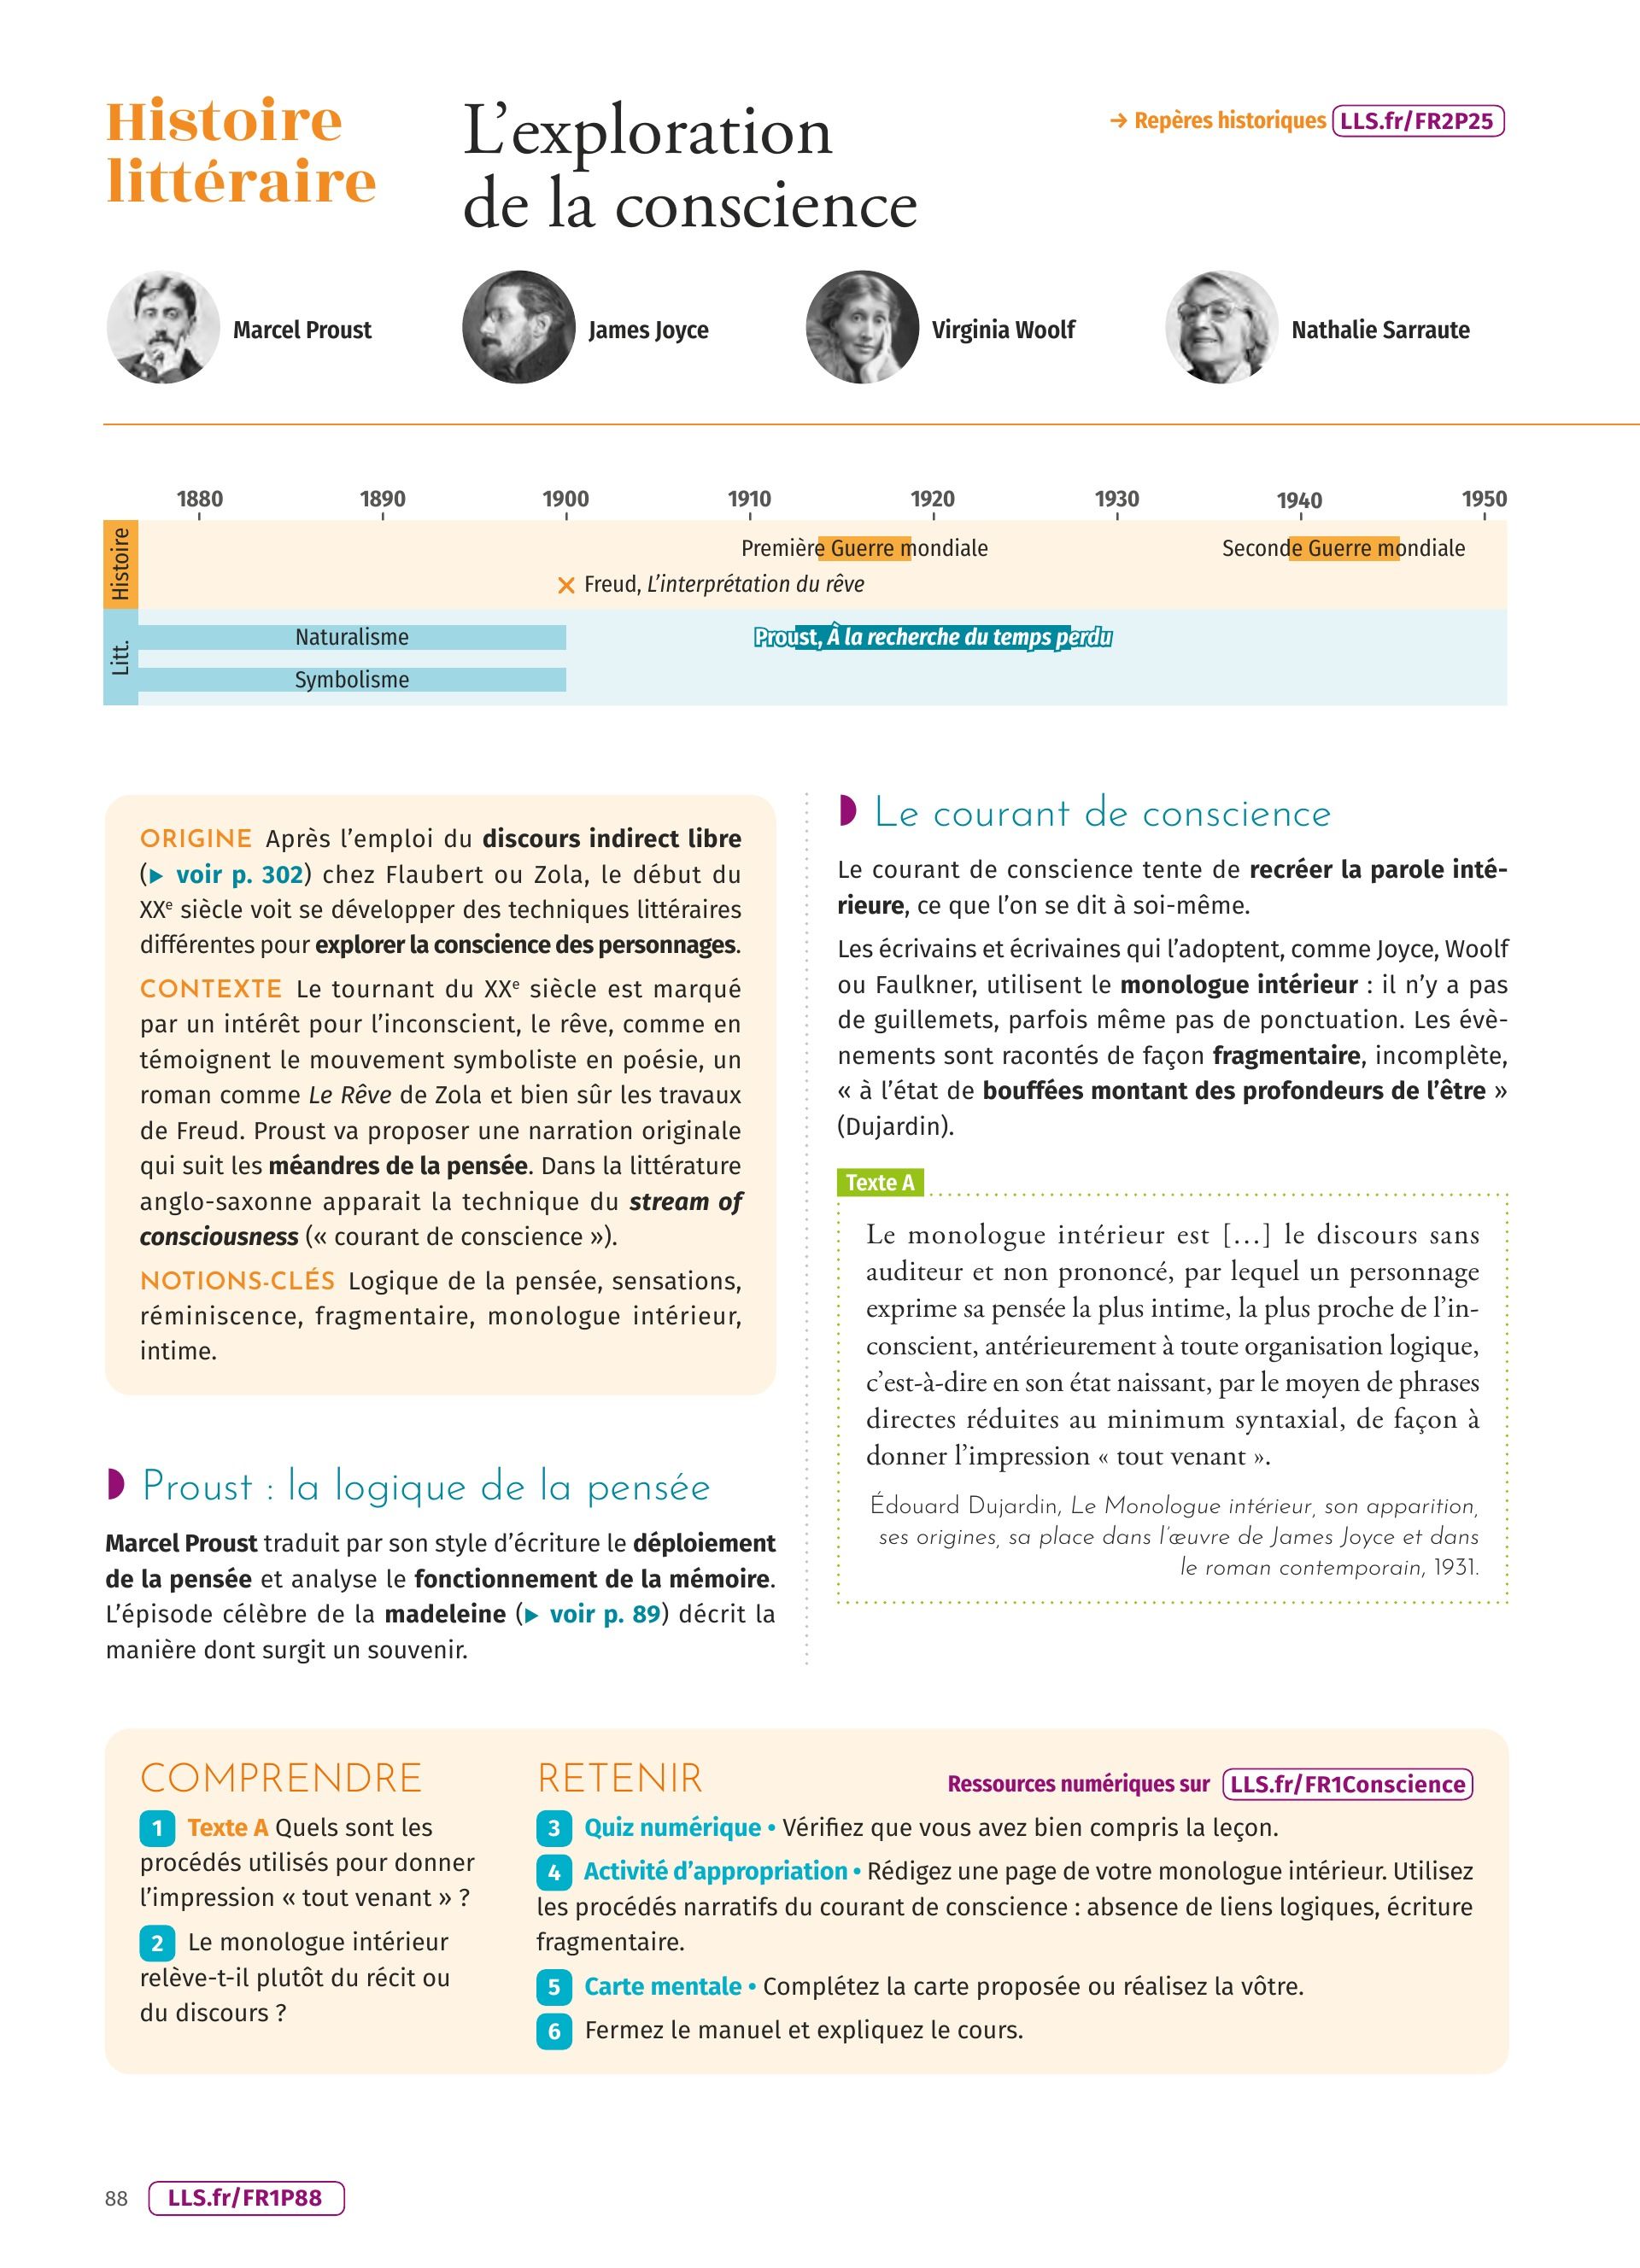 Histoire
littéraire
L’exploration
de la conscience
→ Repères historiques LLS.fr/FR2P25
Marcel Proust
James Joyce
Virginia Woolf
Nathalie Sarraute
1880 1890 1900 1910 1920 1930 1940 1950
Histoire
Première Guerre mondiale
Seconde Guerre mondiale
Freud, L’interprétation du rêve
Litt.
Naturalisme
Proust, À la recherche du temps perdu
Symbolisme
ORIGINE Après l’emploi du discours indirect libre
(▶ voir p. 302) chez Flaubert ou Zola, le début du
XXe siècle voit se développer des techniques littéraires
différentes pour explorer la conscience des personnages.
CONTEXTE Le tournant du XXe siècle est marqué
par un intérêt pour l’inconscient, le rêve, comme en
témoignent le mouvement symboliste en poésie, un
roman comme Le Rêve de Zola et bien sûr les travaux
de Freud. Proust va proposer une narration originale
qui suit les méandres de la pensée. Dans la littérature
anglo-saxonne apparait la technique du stream of
consciousness (« courant de conscience »).
NOTIONS-CLÉS Logique de la pensée, sensations,
réminiscence, fragmentaire, monologue intérieur,
intime.
Proust : la logique de la pensée
Marcel Proust traduit par son style d’écriture le déploiement
de la pensée et analyse le fonctionnement de la mémoire.
L’épisode célèbre de la madeleine (▶ voir p. 89) décrit la
manière dont surgit un souvenir.
Le courant de conscience
Le courant de conscience tente de recréer la parole inté-
rieure, ce que l’on se dit à soi-même.
Les écrivains et écrivaines qui l’adoptent, comme Joyce, Woolf
ou Faulkner, utilisent le monologue intérieur : il n’y a pas
de guillemets, parfois même pas de ponctuation. Les évè-
nements sont racontés de façon fragmentaire, incomplète,
« à l’état de bouffées montant des profondeurs de l’être »
(Dujardin).
Texte A
Le monologue intérieur est […] le discours sans
auditeur et non prononcé, par lequel un personnage
exprime sa pensée la plus intime, la plus proche de l’in-
conscient, antérieurement à toute organisation logique,
c’est-à-dire en son état naissant, par le moyen de phrases
directes réduites au minimum syntaxial, de façon à
donner l’impression « tout venant ».
Édouard Dujardin, Le Monologue intérieur, son apparition,
ses origines, sa place dans l’œuvre de James Joyce et dans
le roman contemporain, 1931.
COMPRENDRE
1 Texte A Quels sont les
procédés utilisés pour donner
l’impression « tout venant » ?
2 Le monologue intérieur
relève-t-il plutôt du récit ou
du discours ?
RETENIR
Ressources numériques sur LLS.fr/FR1Conscience
3 Quiz numérique • Vérifiez que vous avez bien compris la leçon.
4 Activité d’appropriation • Rédigez une page de votre monologue intérieur. Utilisez
les procédés narratifs du courant de conscience : absence de liens logiques, écriture
fragmentaire.
5 Carte mentale • Complétez la carte proposée ou réalisez la vôtre.
6 Fermez le manuel et expliquez le cours.
88 LLS.fr/FR1P88